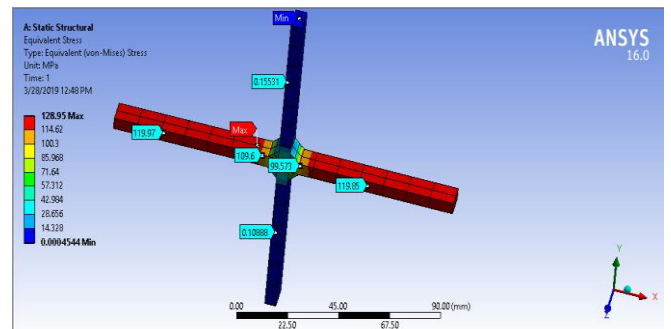 A: Static Structural
Equivalent Stress
Type: Equivalent (von-Mises) Stress
Unit: MPa
Time: 1
3/28/2019 12:48 PM
128.95 Max
114.62
100.3
85.968
71.64
57.312
42.984
28.656
14.328
0.0004544 Min
Min
0.15531
ANSYS
16.0
119.97
Max
109.6
99.573
119.85
0.10888
0.00
45.00
90.00 (mm)
22.50
67.50
Y
X
Z